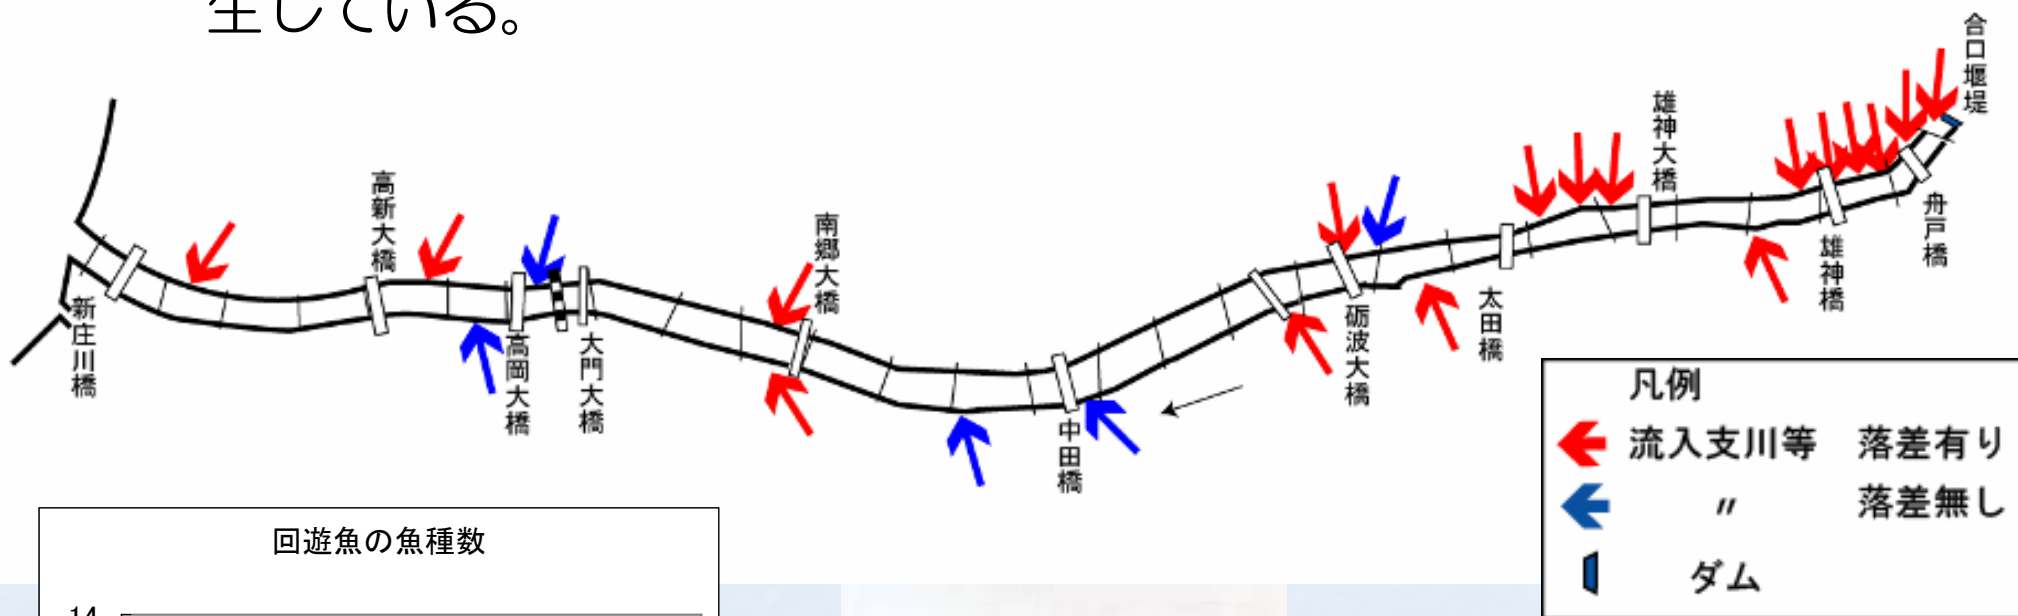 生している。
合口堰堤
雄神大橋
高新大橋
南郷大橋
舟戸橋
雄神橋
太田橋
砺波大橋
新庄川橋
高岡大橋
大門大橋
中田橋
凡例
流入支川等 落差有り
〃 落差無し
ダム
回遊魚の魚種数
14